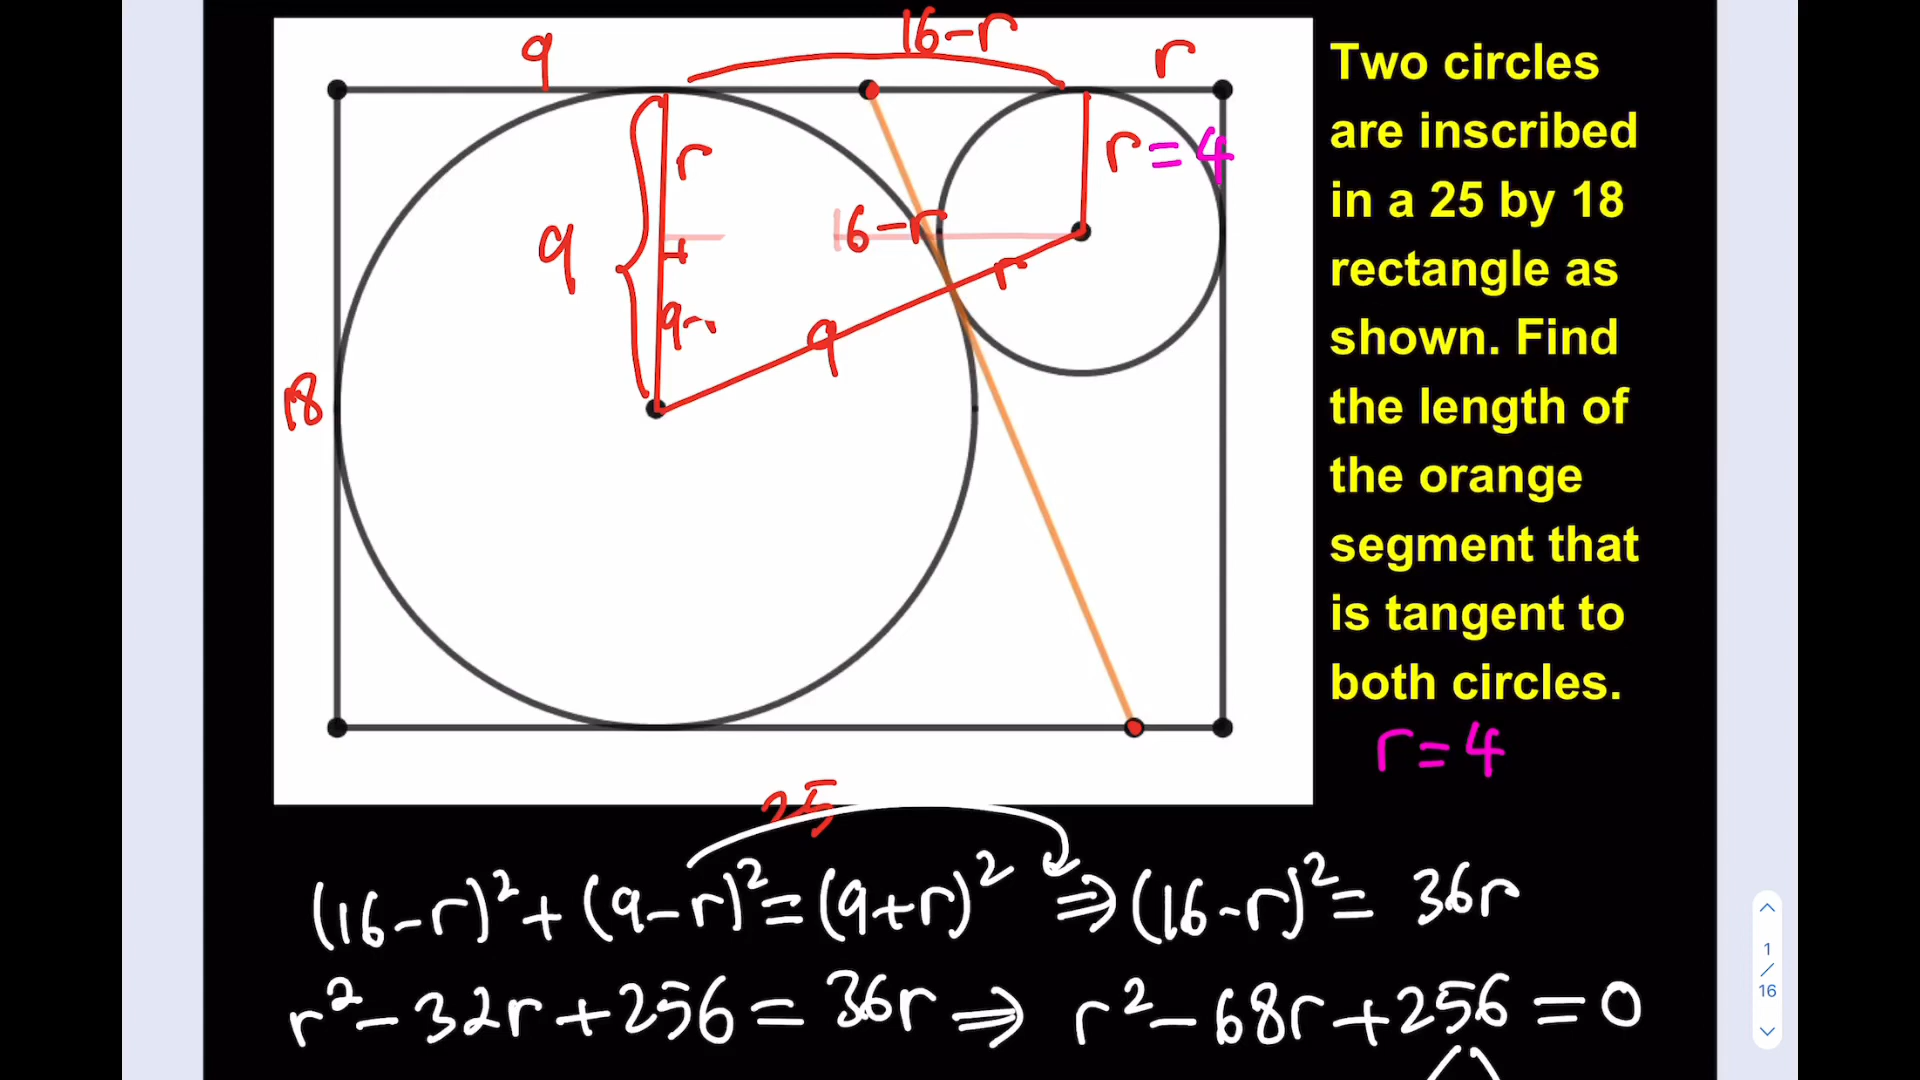 9
16-r
r
Two circles
are inscribed
in a 25 by 18
rectangle as
shown. Find
the length of
the orange
segment that
is tangent to
both circles.
r
r=4
9
16-r
+
r
9-r
9
18
r=4
25
(16-r)²+(9-r)²=(9+r)² ⇒ (16-r)²= 36r
r²-32r+256=36r ⇒ r²-68r+256=0
1
/
16